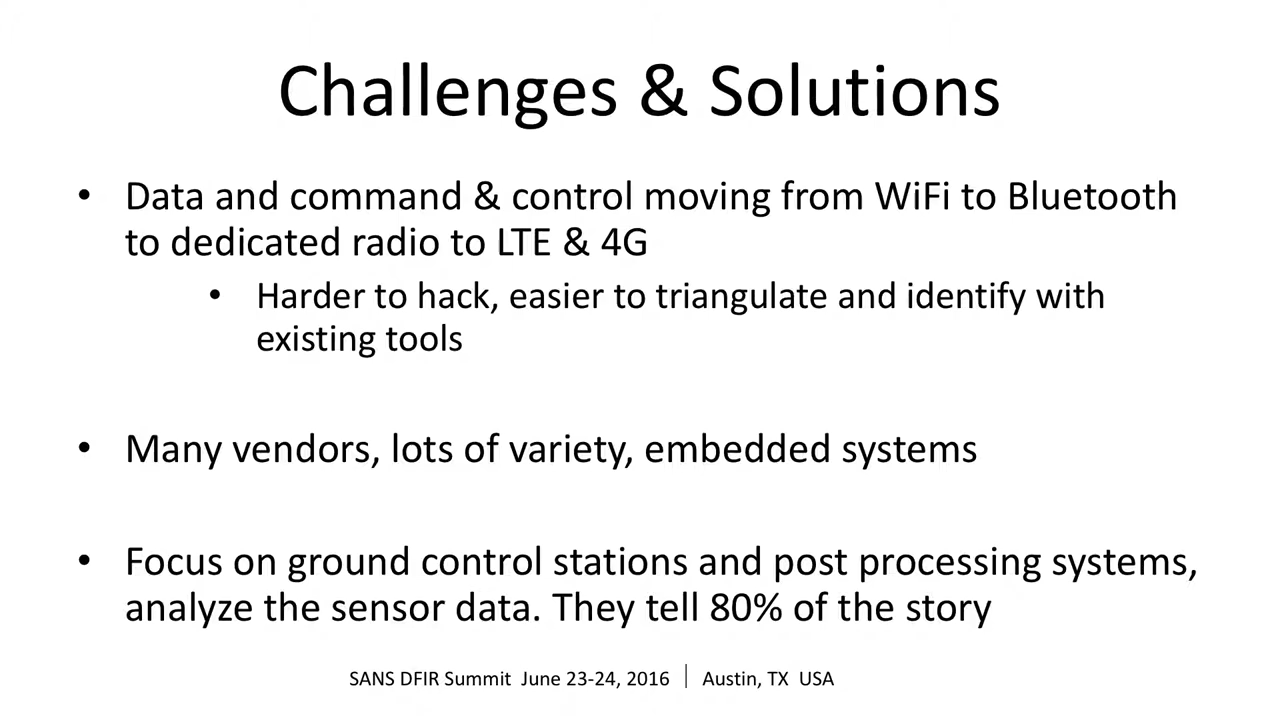 Challenges & Solutions
• Data and command & control moving from WiFi to Bluetooth
to dedicated radio to LTE & 4G
• Harder to hack, easier to triangulate and identify with
existing tools
• Many vendors, lots of variety, embedded systems
• Focus on ground control stations and post processing systems,
analyze the sensor data. They tell 80% of the story
SANS DFIR Summit June 23-24, 2016 | Austin, TX USA